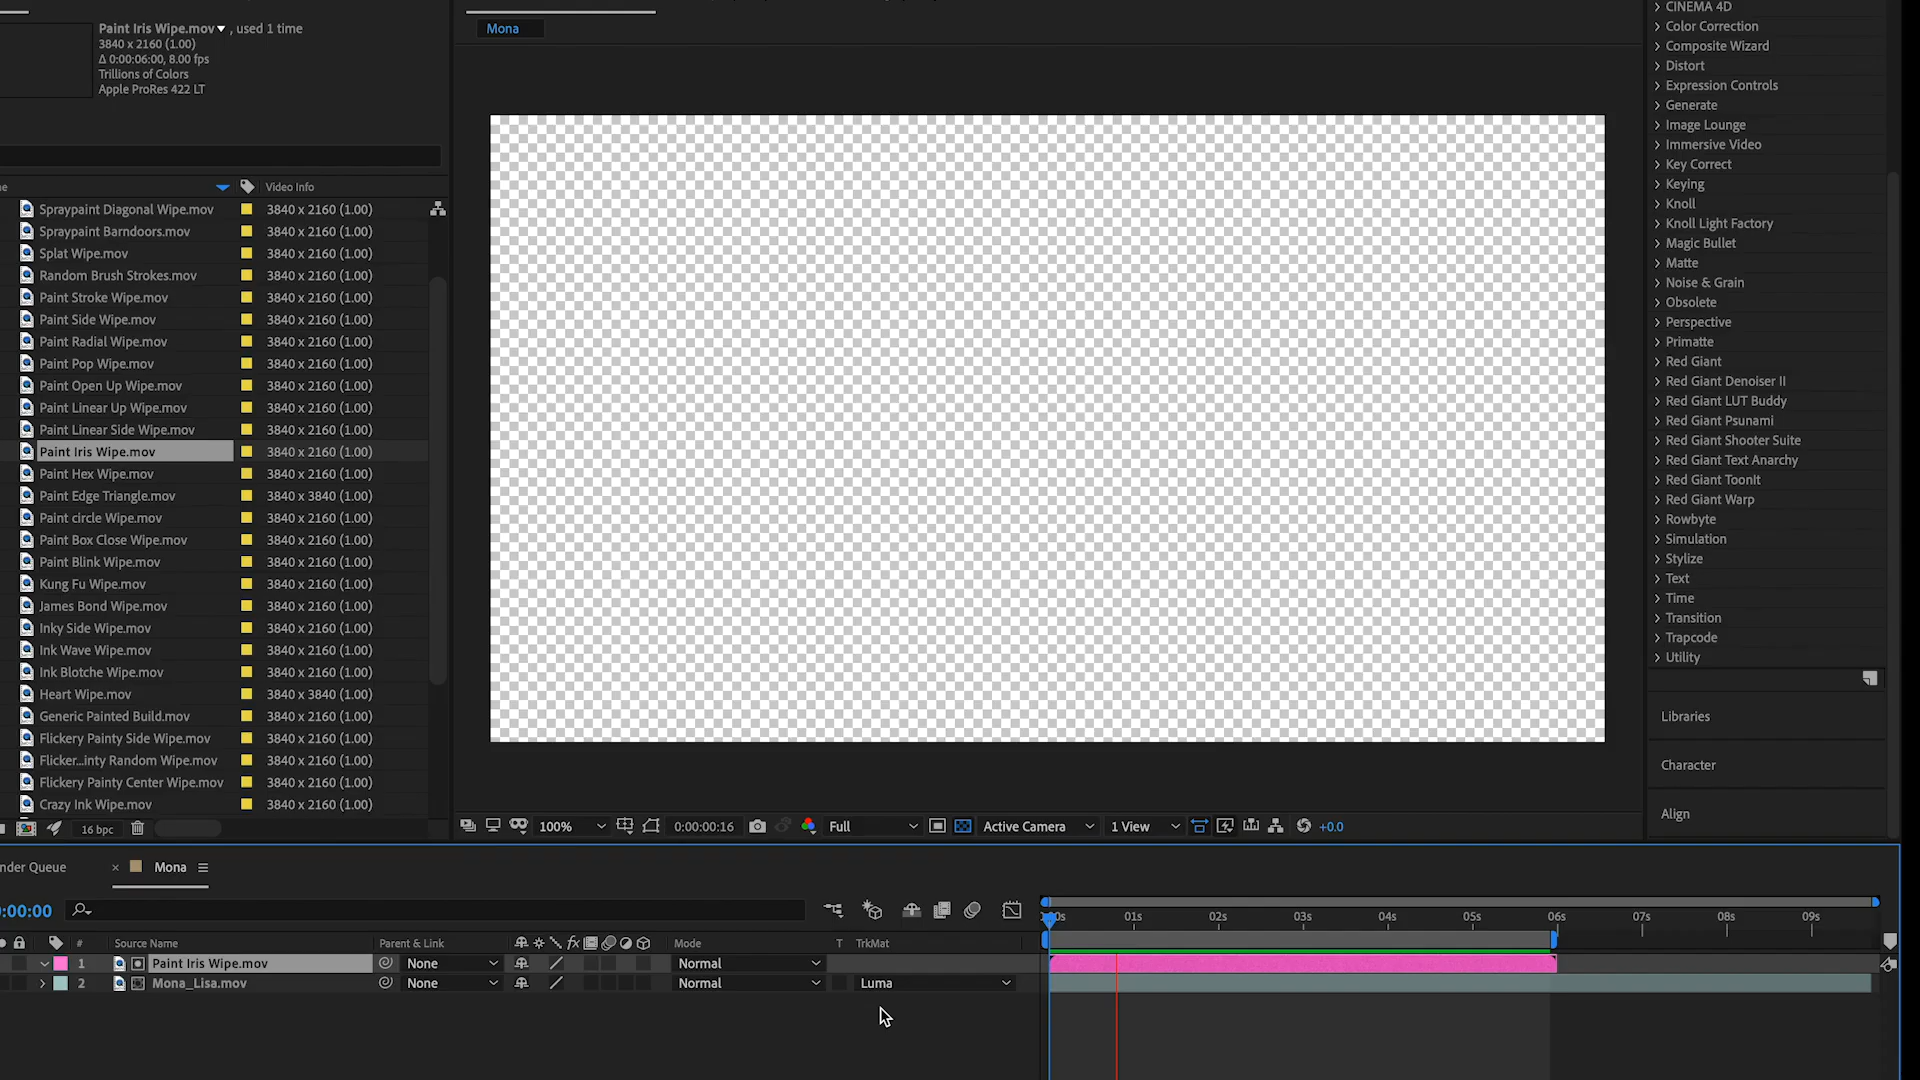 Paint Iris Wipe.mov , used 1 time
3840 x 2160 (1.00)
Δ 0:00:06:00, 8.00 fps
Trillions of Colors
Apple ProRes 422 LT
Video Info
Spraypaint Diagonal Wipe.mov 3840 x 2160 (1.00)
Spraypaint Barndoors.mov 3840 x 2160 (1.00)
Splat Wipe.mov 3840 x 2160 (1.00)
Random Brush Strokes.mov 3840 x 2160 (1.00)
Paint Stroke Wipe.mov 3840 x 2160 (1.00)
Paint Side Wipe.mov 3840 x 2160 (1.00)
Paint Radial Wipe.mov 3840 x 2160 (1.00)
Paint Pop Wipe.mov 3840 x 2160 (1.00)
Paint Open Up Wipe.mov 3840 x 2160 (1.00)
Paint Linear Up Wipe.mov 3840 x 2160 (1.00)
Paint Linear Side Wipe.mov 3840 x 2160 (1.00)
Paint Iris Wipe.mov 3840 x 2160 (1.00)
Paint Hex Wipe.mov 3840 x 2160 (1.00)
Paint Edge Triangle.mov 3840 x 3840 (1.00)
Paint circle Wipe.mov 3840 x 2160 (1.00)
Paint Box Close Wipe.mov 3840 x 2160 (1.00)
Paint Blink Wipe.mov 3840 x 2160 (1.00)
Kung Fu Wipe.mov 3840 x 2160 (1.00)
James Bond Wipe.mov 3840 x 2160 (1.00)
Inky Side Wipe.mov 3840 x 2160 (1.00)
Ink Wave Wipe.mov 3840 x 2160 (1.00)
Ink Blotche Wipe.mov 3840 x 2160 (1.00)
Heart Wipe.mov 3840 x 3840 (1.00)
Generic Painted Build.mov 3840 x 2160 (1.00)
Flickery Painty Side Wipe.mov 3840 x 2160 (1.00)
Flicker...inty Random Wipe.mov 3840 x 2160 (1.00)
Flickery Painty Center Wipe.mov 3840 x 2160 (1.00)
Crazy Ink Wipe.mov 3840 x 2160 (1.00)
16 bpc
Mona
100% 0:00:00:16 Full Active Camera 1 View +0.0
CINEMA 4D
Color Correction
Composite Wizard
Distort
Expression Controls
Generate
Image Lounge
Immersive Video
Key Correct
Keying
Knoll
Knoll Light Factory
Magic Bullet
Matte
Noise & Grain
Obsolete
Perspective
Primatte
Red Giant
Red Giant Denoiser II
Red Giant LUT Buddy
Red Giant Psunami
Red Giant Shooter Suite
Red Giant Text Anarchy
Red Giant ToonIt
Red Giant Warp
Rowbyte
Simulation
Stylize
Text
Time
Transition
Trapcode
Utility
Libraries
Character
Align
nder Queue × Mona
:00:00
00s 01s 02s 03s 04s 05s 06s 07s 08s 09s
# Source Name Parent & Link fx Mode T TrkMat
1 Paint Iris Wipe.mov None Normal
2 Mona_Lisa.mov None Normal Luma